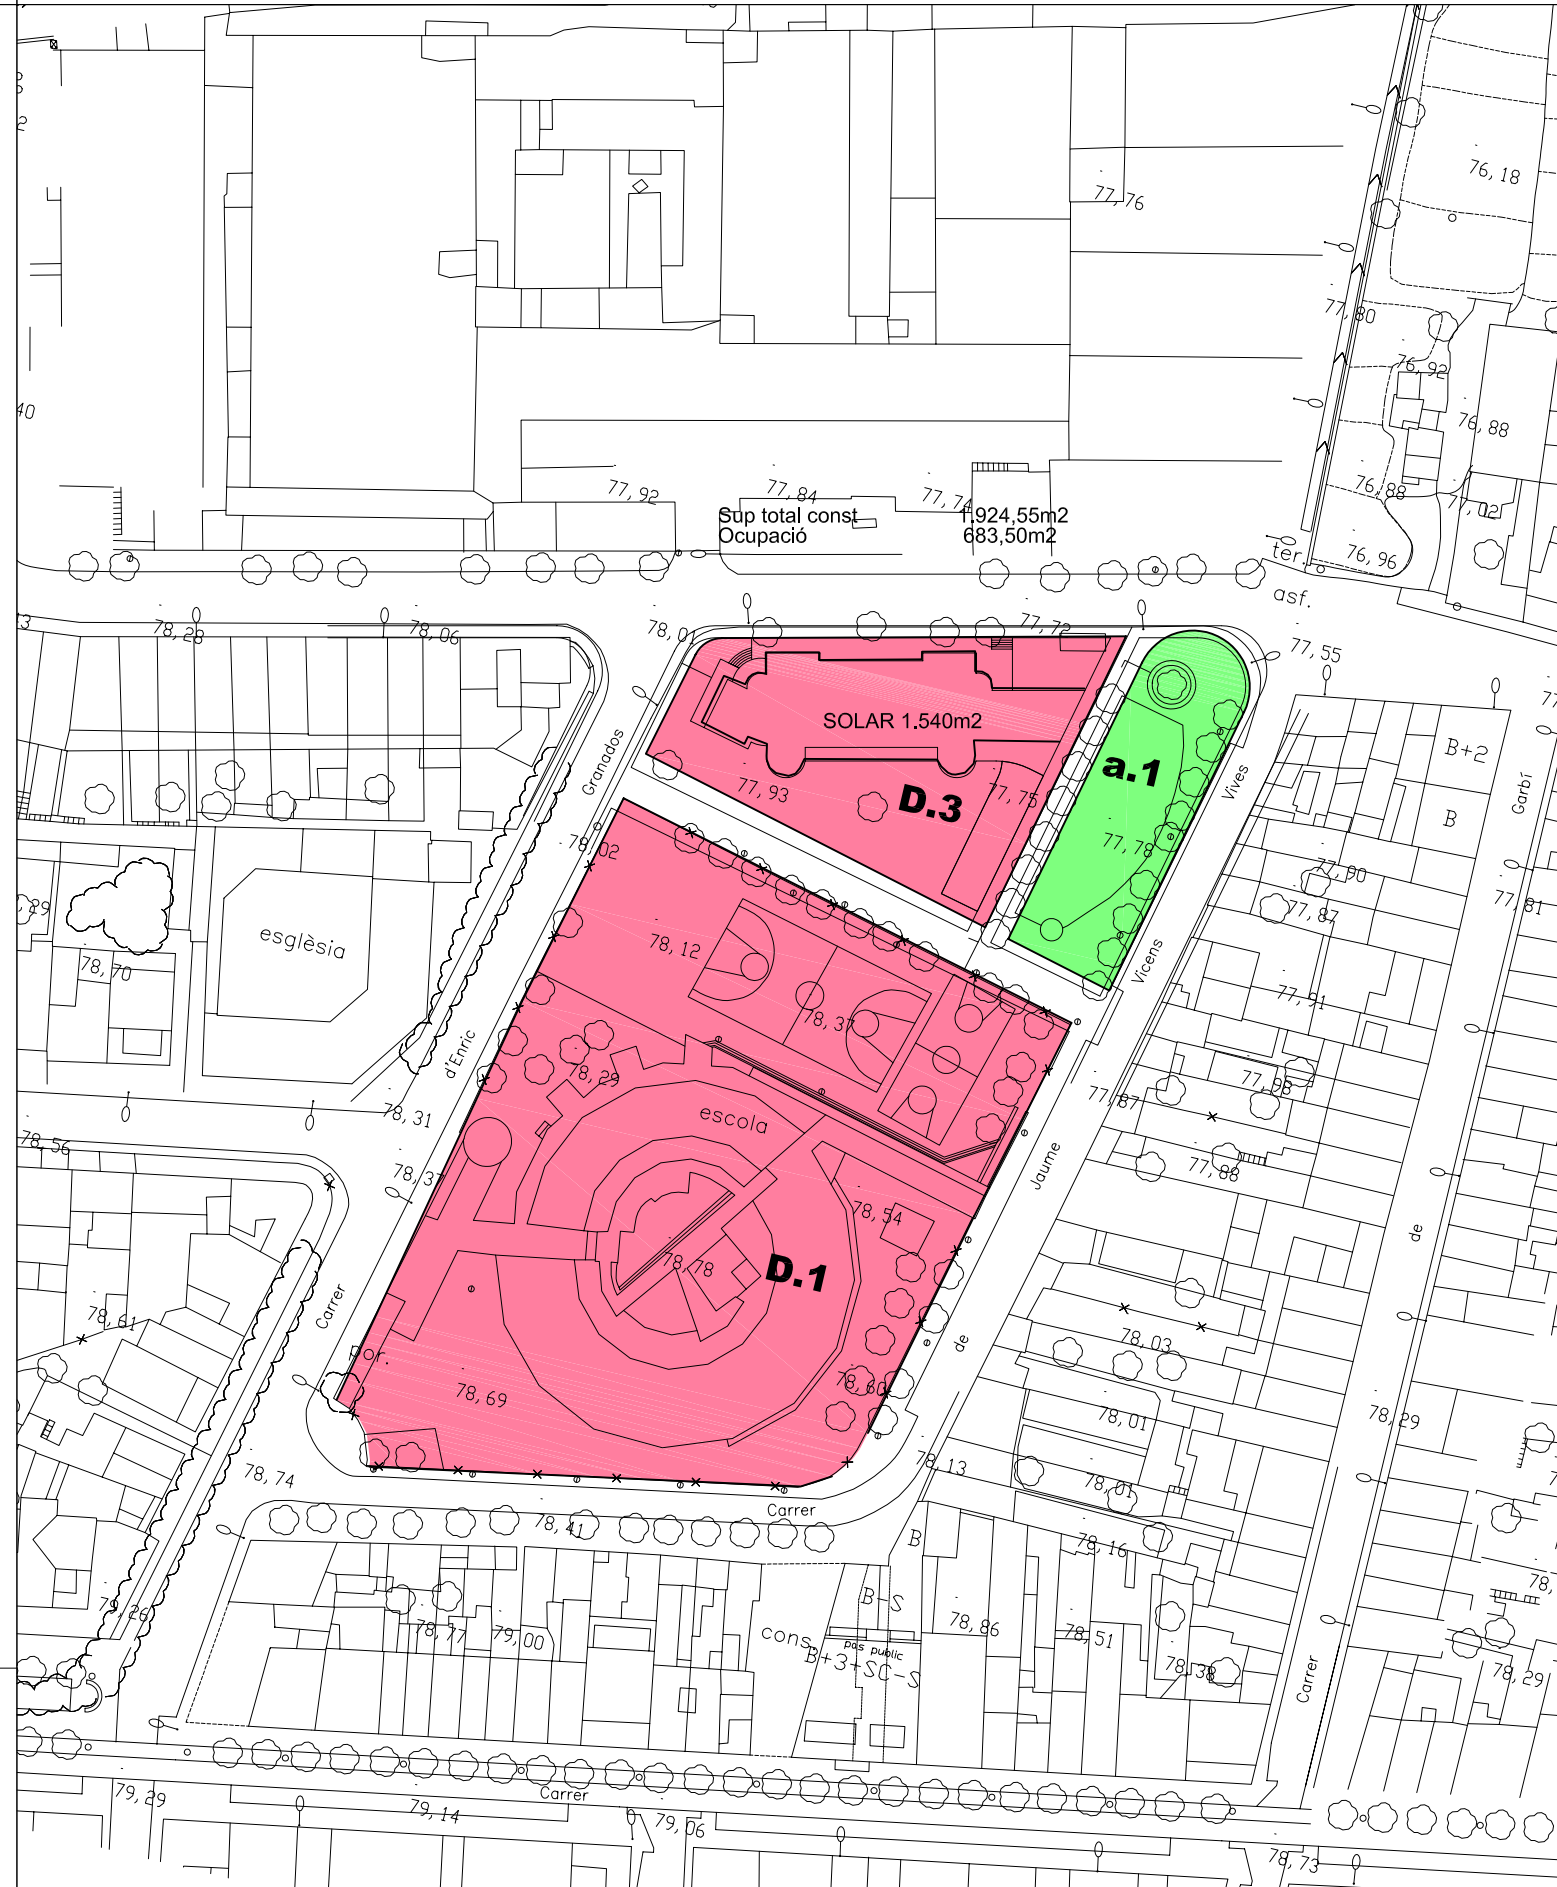 76,18
77,76
77,80
76,92
40
76,88
77,92
77,84
77,74
76,88
77,02
Sup total const 1.924,55m2
Ocupació 683,50m2
ter.
76,96
asf.
78,28
78,06
78,01
77,72
77,55
SOLAR 1.540m2
B+2
Granados
a.1
Vives
Garbí
77,93
D.3
77,75
B
78,02
77,78
77,90
77,81
77,87
esglèsia
78,12
78,70
Vicens
77,91
78,37
d'Enric
78,29
77,98
78,31
escola
77,87
78,56
Jaume
77,88
78,37
78,54
de
78,78
D.1
Carrer
78,61
de
78,03
por.
78,69
78,60
78,01
78,29
78,74
78,13
78,01
Carrer
78,41
B
78,16
B-S
79,26
78,77
79,00
cons.
78,86
78,51
pas public
B+3+SC-S
78,38
78,29
Carrer
79,29
Carrer
79,14
79,06
78,73